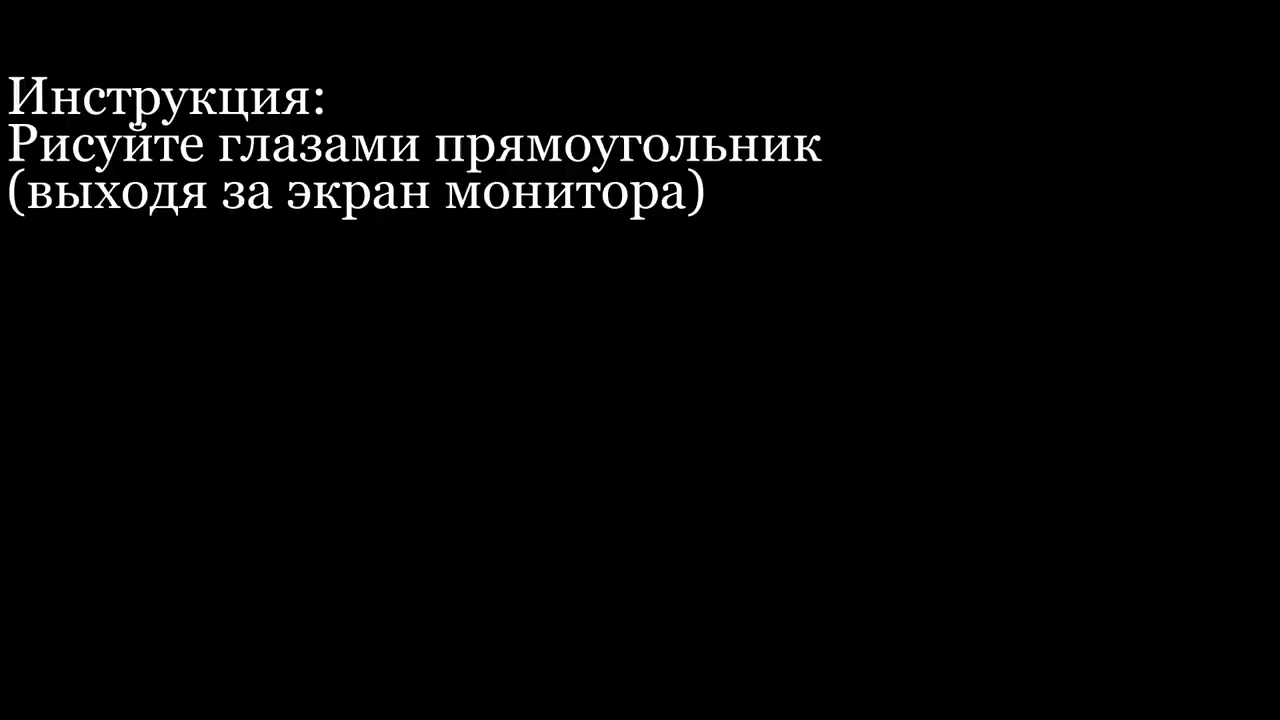 Инструкция:
Рисуйте глазами прямоугольник
(выходя за экран монитора)